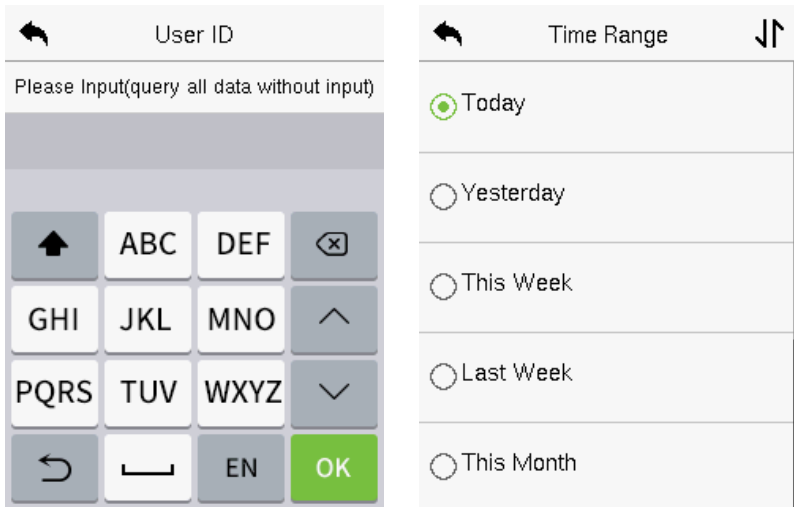 User ID
Please Input(query all data without input)
ABC DEF
GHI JKL MNO
PQRS TUV WXYZ
EN OK
Time Range
Today
Yesterday
This Week
Last Week
This Month